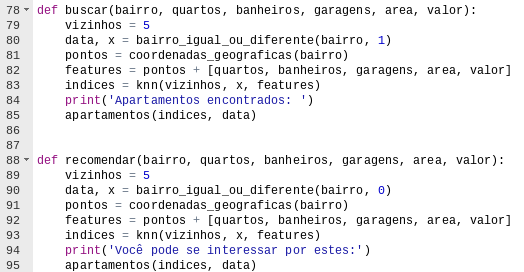 78 def buscar(bairro, quartos, banheiros, garagens, area, valor):
79     vizinhos = 5
80     data, x = bairro_igual_ou_diferente(bairro, 1)
81     pontos = coordenadas_geograficas(bairro)
82     features = pontos + [quartos, banheiros, garagens, area, valor]
83     indices = knn(vizinhos, x, features)
84     print('Apartamentos encontrados: ')
85     apartamentos(indices, data)
86
87
88 def recomendar(bairro, quartos, banheiros, garagens, area, valor):
89     vizinhos = 5
90     data, x = bairro_igual_ou_diferente(bairro, 0)
91     pontos = coordenadas_geograficas(bairro)
92     features = pontos + [quartos, banheiros, garagens, area, valor]
93     indices = knn(vizinhos, x, features)
94     print('Você pode se interessar por estes:')
95     apartamentos(indices, data)